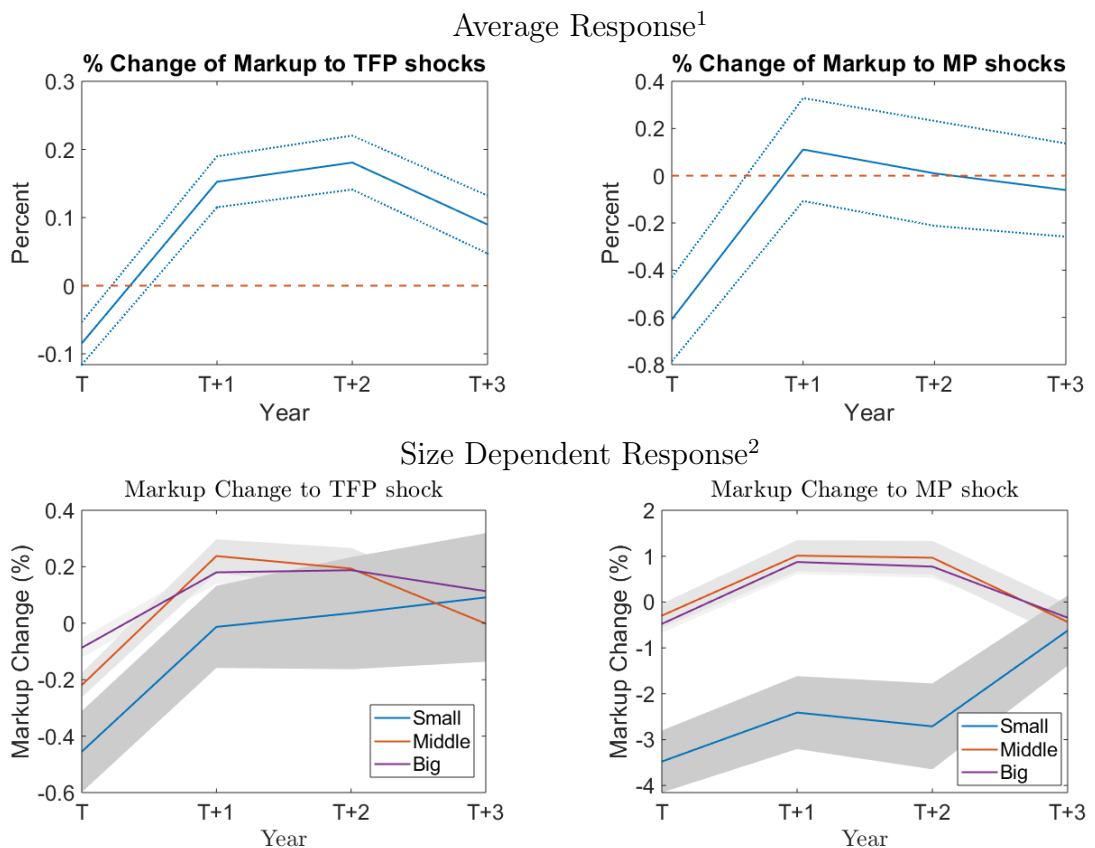 Average Response¹
% Change of Markup to TFP shocks
0.3
0.2
0.1
0
-0.1
Percent
T
T+1
T+2
T+3
Year
% Change of Markup to MP shocks
0.4
0.2
0
-0.2
-0.4
-0.6
-0.8
Percent
T
T+1
T+2
T+3
Year
Size Dependent Response²
Markup Change to TFP shock
0.4
0.2
0
-0.2
-0.4
-0.6
Markup Change (%)
Small
Middle
Big
T
T+1
T+2
T+3
Year
Markup Change to MP shock
2
1
0
-1
-2
-3
-4
Markup Change (%)
Small
Middle
Big
T
T+1
T+2
T+3
Year